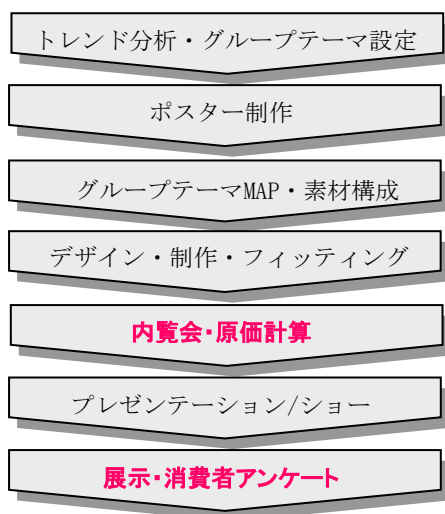 トレンド分析・グループテーマ設定
ポスター制作
グループテーマMAP・素材構成
デザイン・制作・フィッティング
内覧会・原価計算
プレゼンテーション/ショー
展示・消費者アンケート